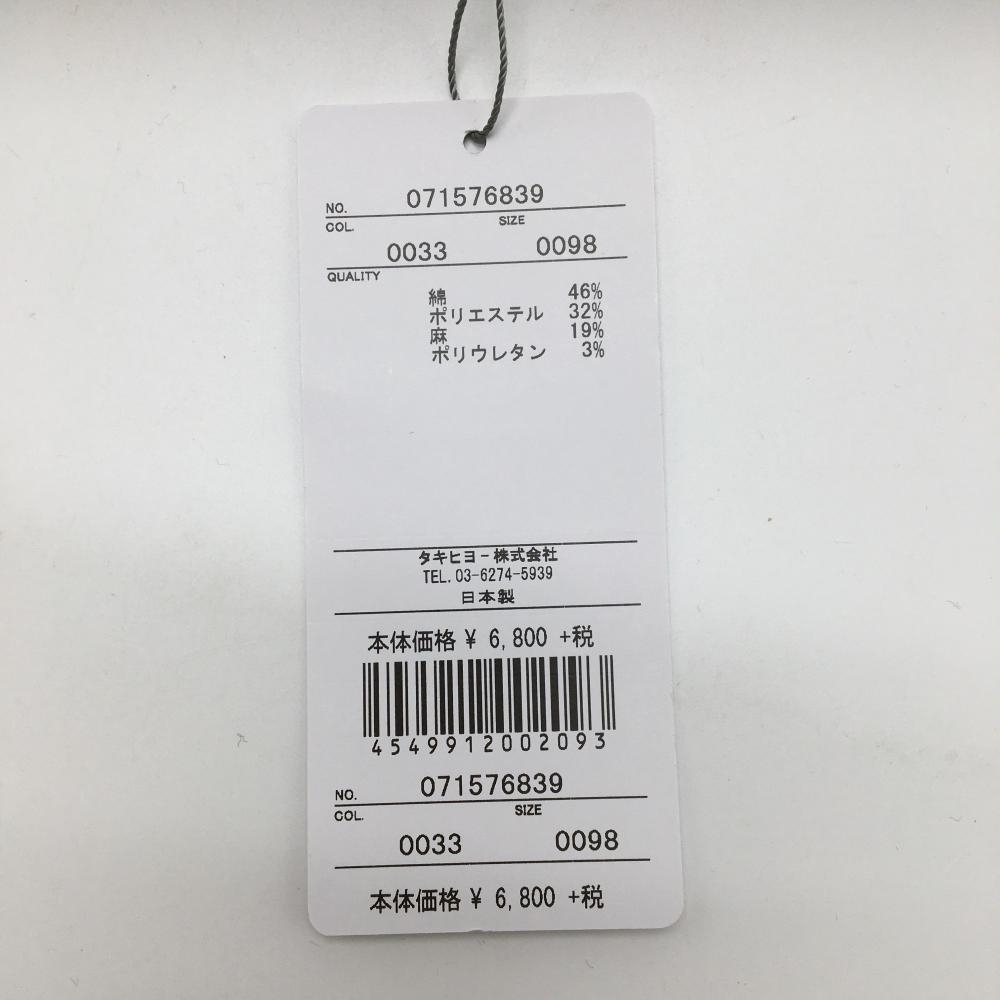 NO. 071576839
COL. SIZE
0033 0098
QUALITY
綿 46%
ポリエステル 32%
麻 19%
ポリウレタン 3%
タキヒヨー株式会社
TEL.03-6274-5939
日本製
本体価格 ¥ 6,800 +税
4549912002093
NO. 071576839
COL. SIZE
0033 0098
本体価格 ¥ 6,800 +税